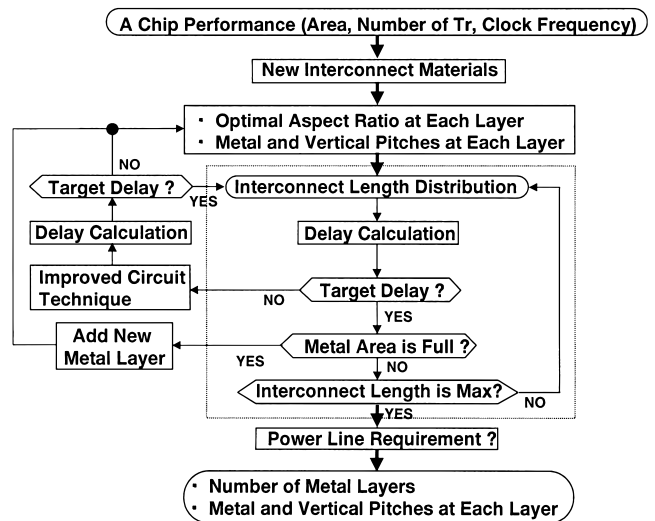 A Chip Performance (Area, Number of Tr, Clock Frequency)
New Interconnect Materials
· Optimal Aspect Ratio at Each Layer
· Metal and Vertical Pitches at Each Layer
NO
Target Delay ?
YES
Interconnect Length Distribution
Delay Calculation
Delay Calculation
Improved Circuit
Technique
NO
Target Delay ?
YES
Add New
Metal Layer
YES
Metal Area is Full ?
NO
Interconnect Length is Max?
NO
YES
Power Line Requirement ?
· Number of Metal Layers
· Metal and Vertical Pitches at Each Layer